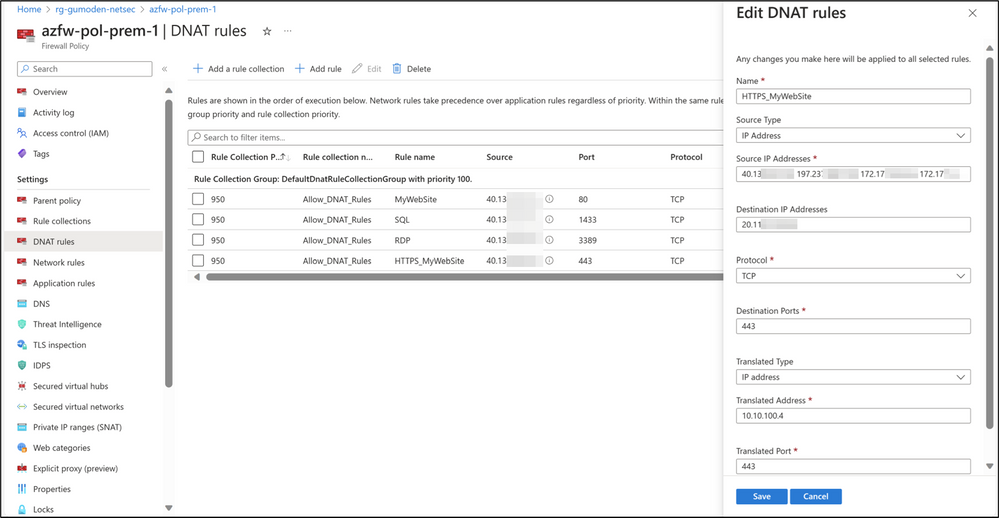 Home > rg-gumoden-netsec > azfw-pol-prem-1
azfw-pol-prem-1 | DNAT rules
Firewall Policy
Search
Overview
Activity log
Access control (IAM)
Tags
Settings
Parent policy
Rule collections
DNAT rules
Network rules
Application rules
DNS
Threat Intelligence
TLS inspection
IDPS
Secured virtual hubs
Secured virtual networks
Private IP ranges (SNAT)
Web categories
Explicit proxy (preview)
Properties
Locks
Add a rule collection Add rule Edit Delete
Rules are shown in the order of execution below. Network rules take precedence over application rules regardless of priority. Within the same rule
group priority and rule collection priority.
Search to filter items...
Rule Collection P... Rule collection n... Rule name Source Port Protocol
Rule Collection Group: DefaultDnatRuleCollectionGroup with priority 100.
950 Allow_DNAT_Rules MyWebSite 40.13 80 TCP
950 Allow_DNAT_Rules SQL 40.13 1433 TCP
950 Allow_DNAT_Rules RDP 40.13 3389 TCP
950 Allow_DNAT_Rules HTTPS_MyWebSite 40.13 443 TCP
Edit DNAT rules
Any changes you make here will be applied to all selected rules.
Name *
HTTPS_MyWebSite
Source Type
IP Address
Source IP Addresses *
40.13 197.237 172.17 172.17
Destination IP Addresses
20.11
Protocol *
TCP
Destination Ports *
443
Translated Type
IP address
Translated Address *
10.10.100.4
Translated Port *
443
Save Cancel